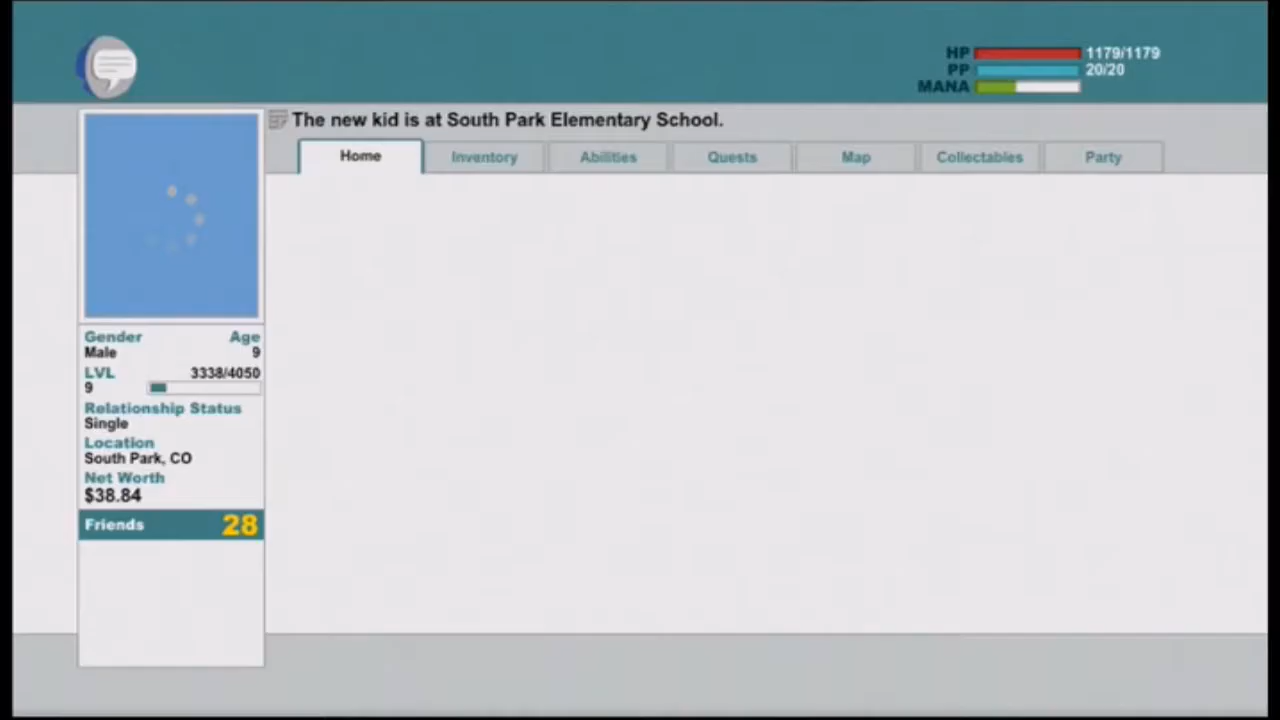 HP 1179/1179
PP 20/20
MANA
The new kid is at South Park Elementary School.
Home Inventory Abilities Quests Map Collectables Party
Gender Age
Male 9
LVL 3338/4050
9
Relationship Status
Single
Location
South Park, CO
Net Worth
$38.84
Friends 28